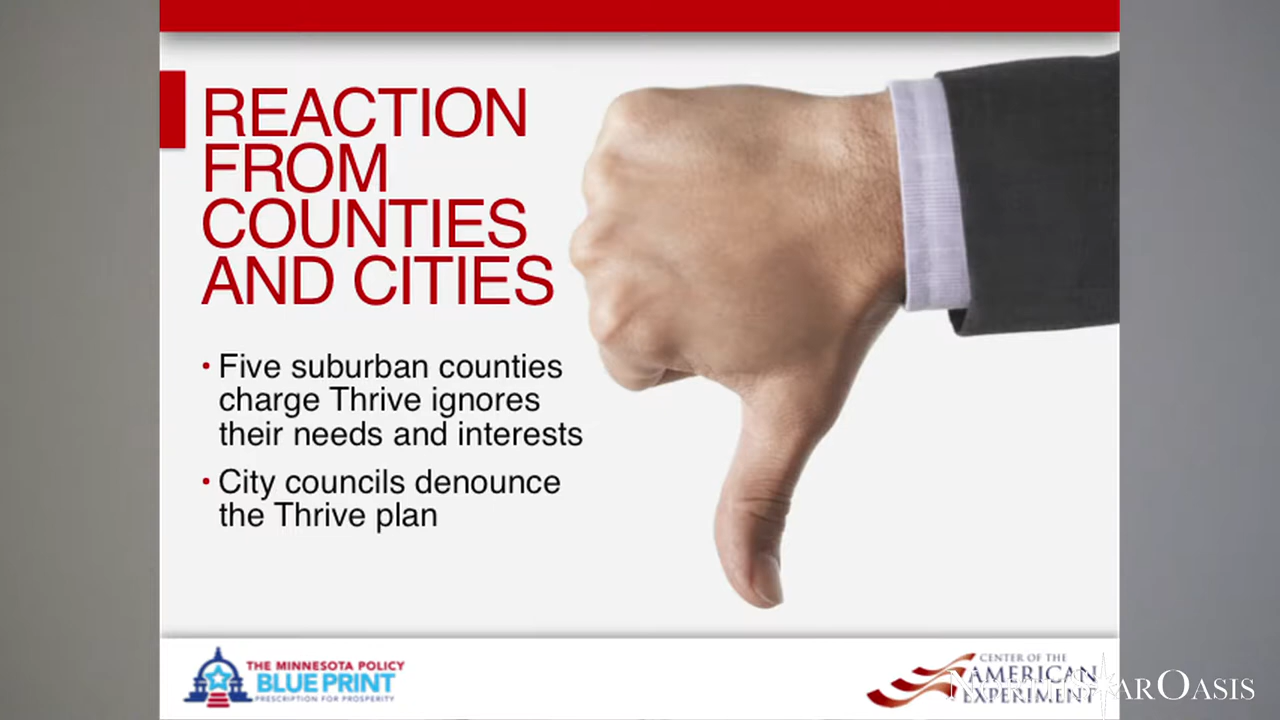 REACTION
FROM
COUNTIES
AND CITIES
• Five suburban counties
charge Thrive ignores
their needs and interests
• City councils denounce
the Thrive plan
THE MINNESOTA POLICY
BLUE PRINT
PRESCRIPTION FOR PROSPERITY
CENTER OF THE
AMERICAN
EXPERIMENT
OASIS